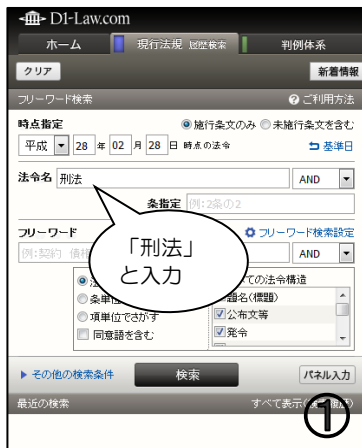 D1-Law.com
ホーム 現行法規 履歴検索 判例体系
クリア 新着情報
フリーワード検索 ? ご利用方法
時点指定 施行条文のみ 未施行条文を含む
平成 28 年 02 月 28 日 時点の法令 基準日
法令名 刑法 AND
条指定 例:2条の2
フリーワード フリーワード検索設定
例:契約 債権 AND
「刑法」
と入力
ての法令構造
条単位 題名(標題)
項単位でさがす 公布文等
同意語を含む 発令
その他の検索条件 検索 パネル入力
最近の検索 すべて表示
①